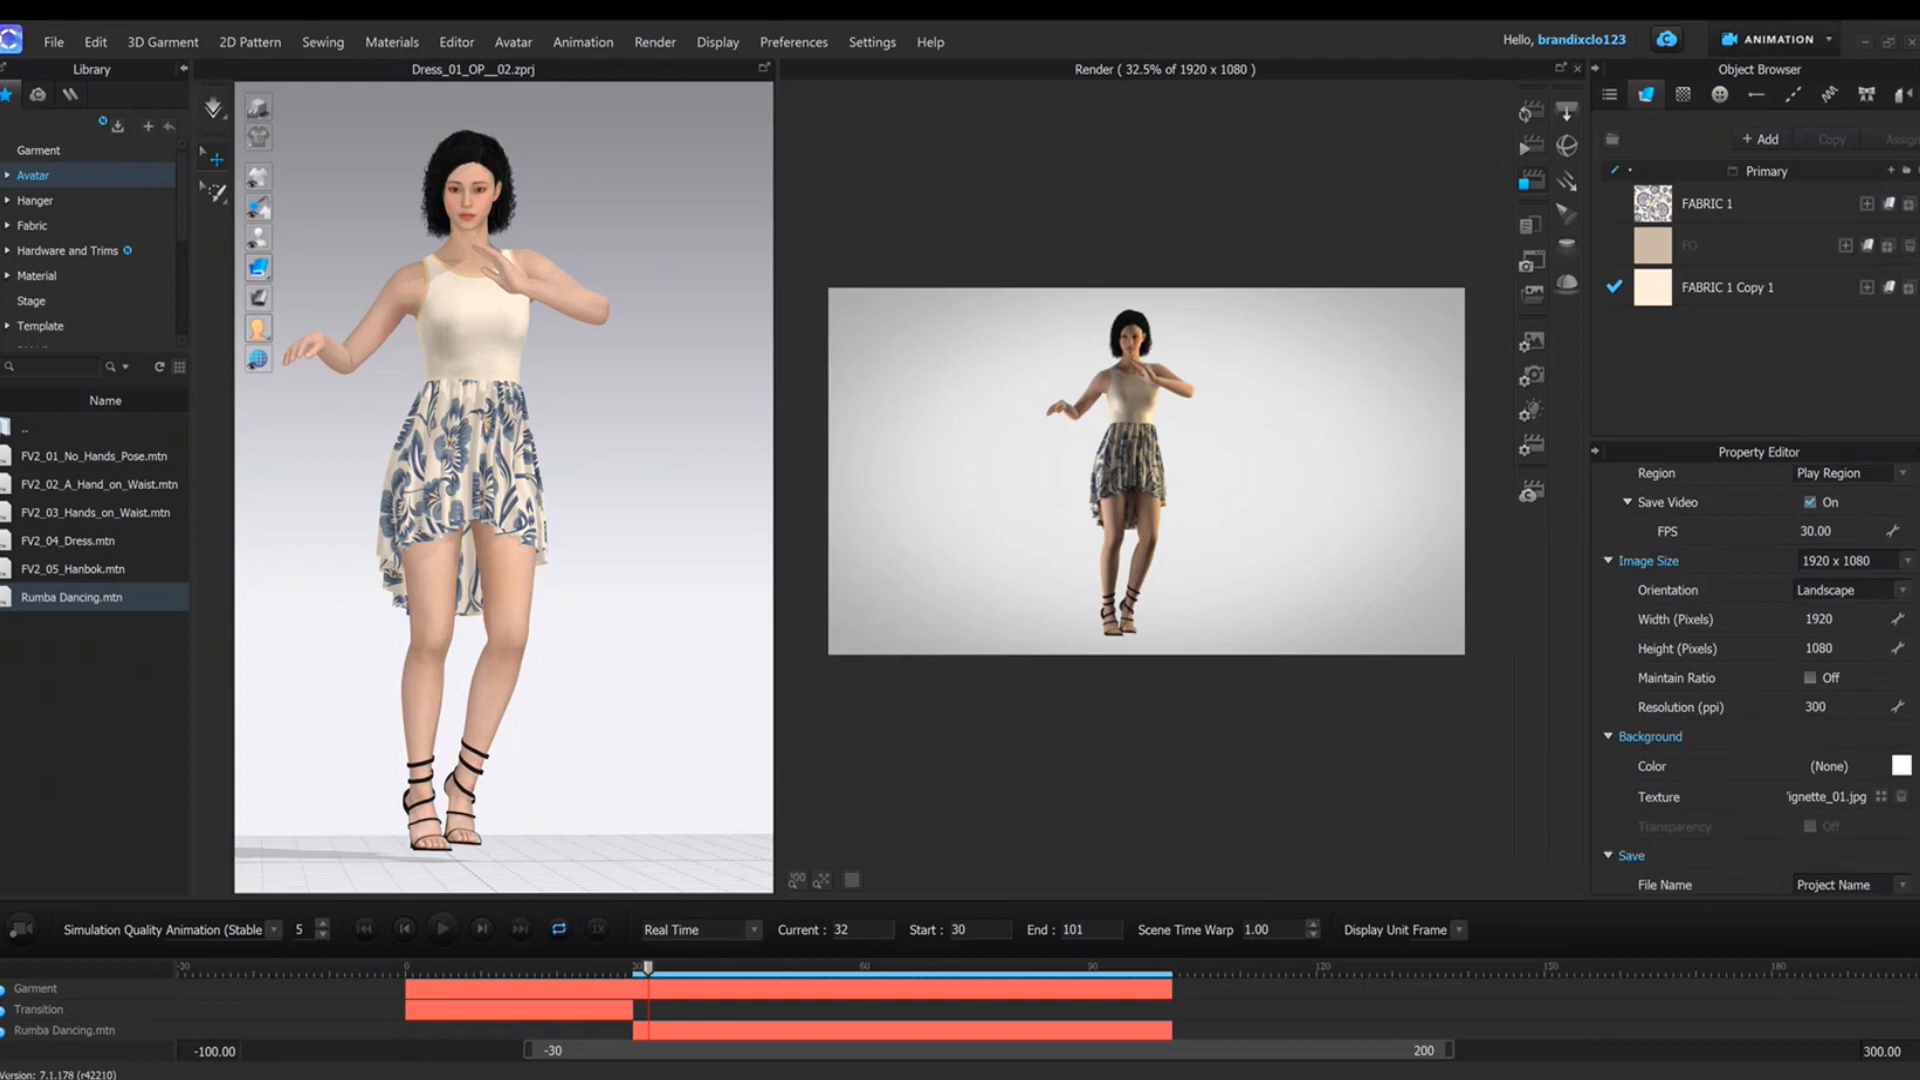 File Edit 3D Garment 2D Pattern Sewing Materials Editor Avatar Animation Render Display Preferences Settings Help
Hello, brandixclo123
ANIMATION
Library
Dress_01_OP__02.zprj
Render ( 32.5% of 1920 x 1080 )
Object Browser
+ Add Copy Assign
Primary
FABRIC 1
FO
FABRIC 1 Copy 1
Garment
Avatar
Hanger
Fabric
Hardware and Trims
Material
Stage
Template
Name
..
FV2_01_No_Hands_Pose.mtn
FV2_02_A_Hand_on_Waist.mtn
FV2_03_Hands_on_Waist.mtn
FV2_04_Dress.mtn
FV2_05_Hanbok.mtn
Rumba Dancing.mtn
Property Editor
Region Play Region
Save Video On
FPS 30.00
Image Size 1920 x 1080
Orientation Landscape
Width (Pixels) 1920
Height (Pixels) 1080
Maintain Ratio Off
Resolution (ppi) 300
Background
Color (None)
Texture ignette_01.jpg
Transparency Off
Save
File Name Project Name
100
Simulation Quality Animation (Stable 5 1X Real Time Current : 32 Start : 30 End : 101 Scene Time Warp 1.00 Display Unit Frame
-30 0 30 60 90 120 150 180
Garment
Transition
Rumba Dancing.mtn
-100.00 -30 200 300.00
Version: 7.1.178 (r42210)